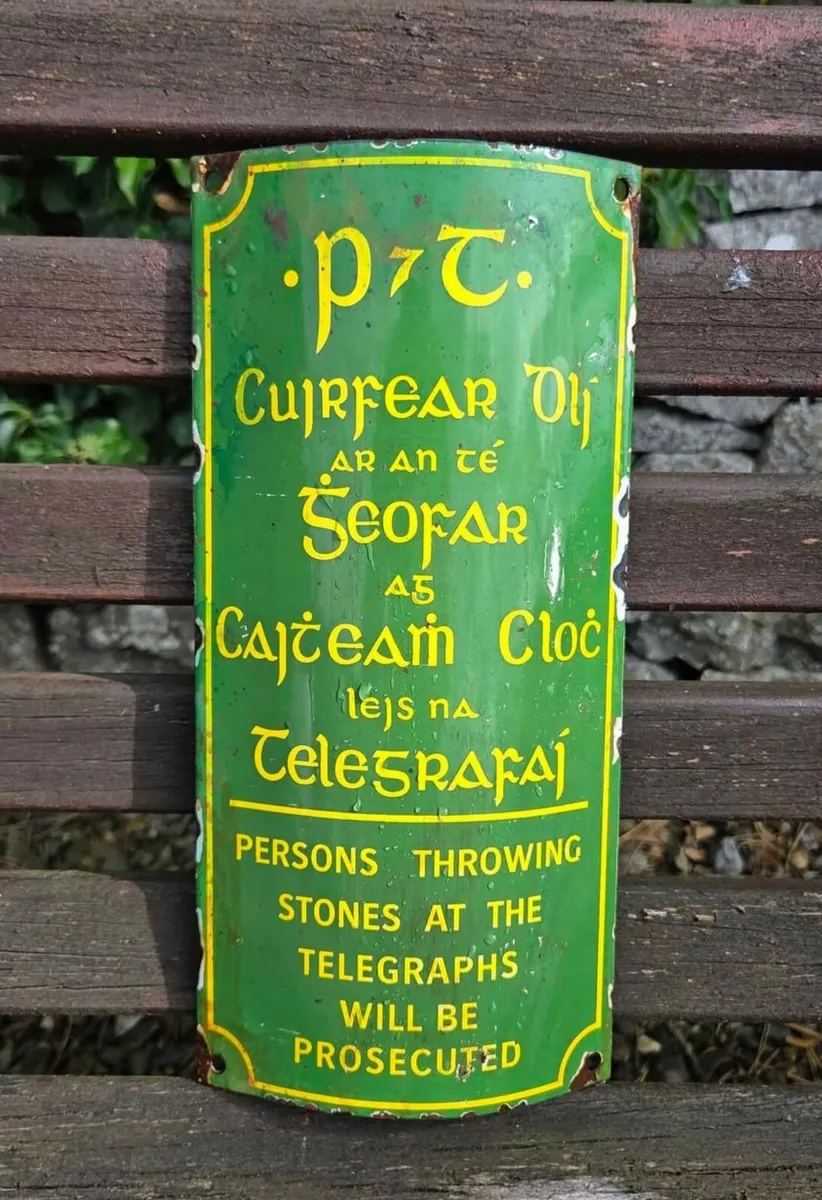 ·P⁊T·
Cuirfear Dlí
ar an té
Ġeofar
ag
Caiṫeaṁ Cloċ
leis na
Telegrafaí
PERSONS THROWING
STONES AT THE
TELEGRAPHS
WILL BE
PROSECUTED